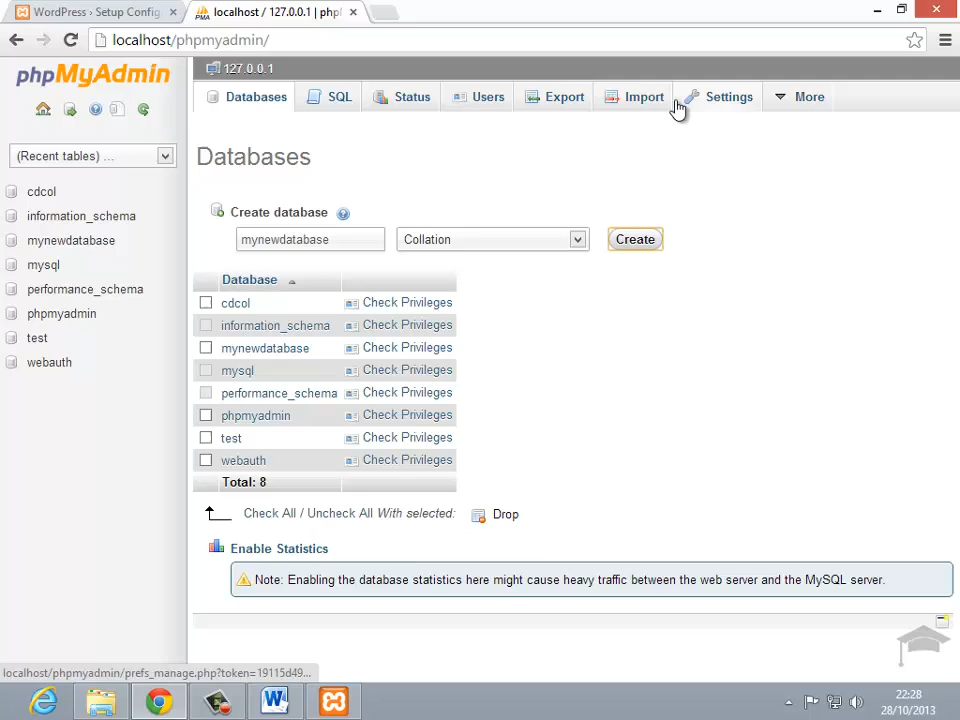 WordPress › Setup Config
localhost / 127.0.0.1 | phpl
localhost/phpmyadmin/
phpMyAdmin
(Recent tables) ...
cdcol
information_schema
mynewdatabase
mysql
performance_schema
phpmyadmin
test
webauth
127.0.0.1
Databases
SQL
Status
Users
Export
Import
Settings
More
Databases
Create database
mynewdatabase
Collation
Create
Database
cdcol Check Privileges
information_schema Check Privileges
mynewdatabase Check Privileges
mysql Check Privileges
performance_schema Check Privileges
phpmyadmin Check Privileges
test Check Privileges
webauth Check Privileges
Total: 8
Check All / Uncheck All With selected: Drop
Enable Statistics
Note: Enabling the database statistics here might cause heavy traffic between the web server and the MySQL server.
localhost/phpmyadmin/prefs_manage.php?token=19115d49...
22:28
28/10/2013